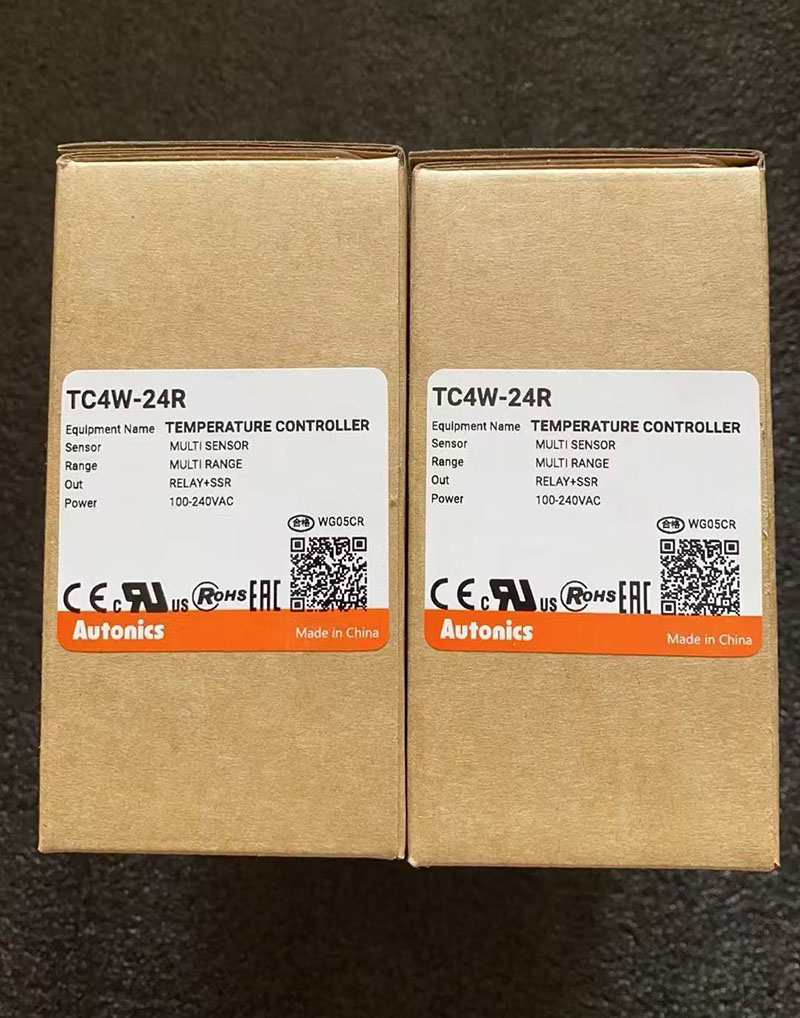 TC4W-24R
Equipment Name TEMPERATURE CONTROLLER
Sensor MULTI SENSOR
Range MULTI RANGE
Out RELAY+SSR
Power 100-240VAC
合格 WG05CR
CE c RU US RoHS EAC
Autonics Made in China
TC4W-24R
Equipment Name TEMPERATURE CONTROLLER
Sensor MULTI SENSOR
Range MULTI RANGE
Out RELAY+SSR
Power 100-240VAC
合格 WG05CR
CE c RU US RoHS EAC
Autonics Made in China